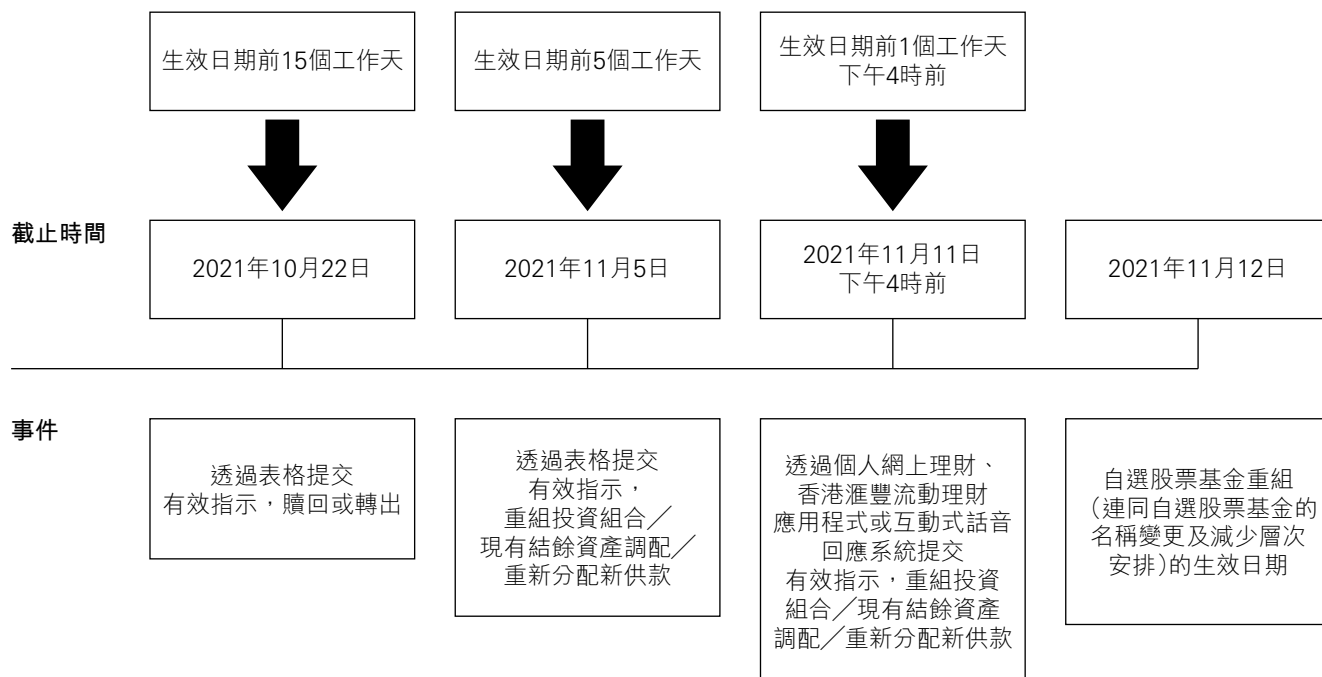 生效日期前15個工作天
生效日期前5個工作天
生效日期前1個工作天
下午4時前
截止時間
2021年10月22日
2021年11月5日
2021年11月11日
下午4時前
2021年11月12日
事件
透過表格提交
有效指示，贖回或轉出
透過表格提交
有效指示，
重組投資組合╱
現有結餘資產調配╱
重新分配新供款
透過個人網上理財、
香港滙豐流動理財
應用程式或互動式話音
回應系統提交
有效指示，重組投資
組合╱現有結餘資產
調配╱重新分配新供款
自選股票基金重組
（連同自選股票基金的
名稱變更及減少層次
安排）的生效日期